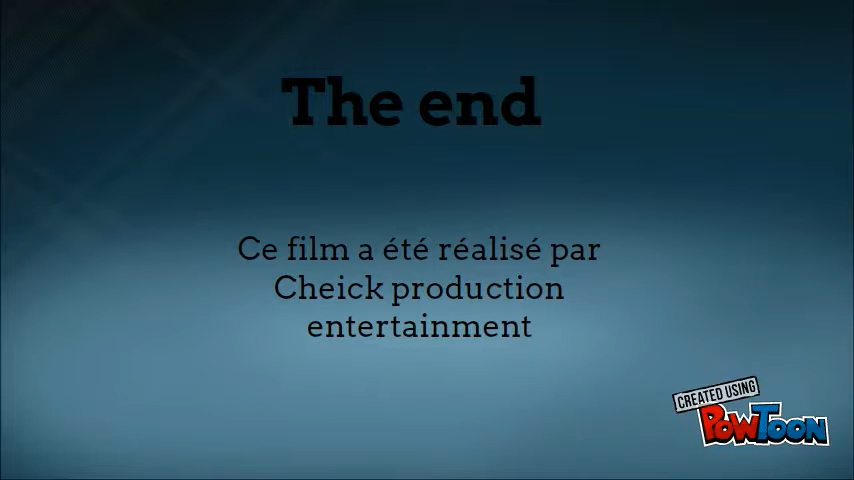 The end
Ce film a été réalisé par
Cheick production
entertainment
CREATED USING
POWTOON